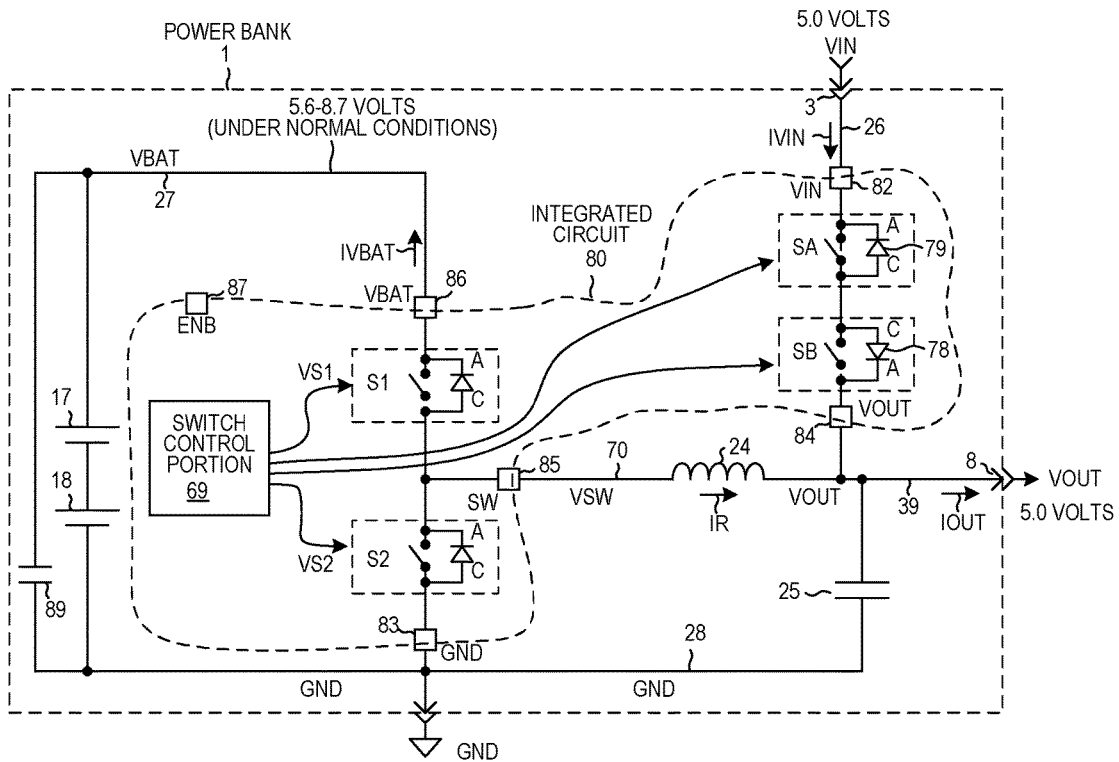 5.0 VOLTS
VIN
POWER BANK
1
5.6-8.7 VOLTS
(UNDER NORMAL CONDITIONS)
3
26
IVIN
VBAT
27
VIN
82
INTEGRATED
CIRCUIT
80
IVBAT
SA
A
79
C
87
ENB
VBAT
86
SB
C
78
A
VS1
S1
A
C
17
SWITCH
CONTROL
PORTION
69
VOUT
84
18
85
SW
70
VSW
24
IR
VOUT
39
8
IOUT
VOUT
5.0 VOLTS
VS2
S2
A
C
89
25
83
GND
28
GND
GND
GND